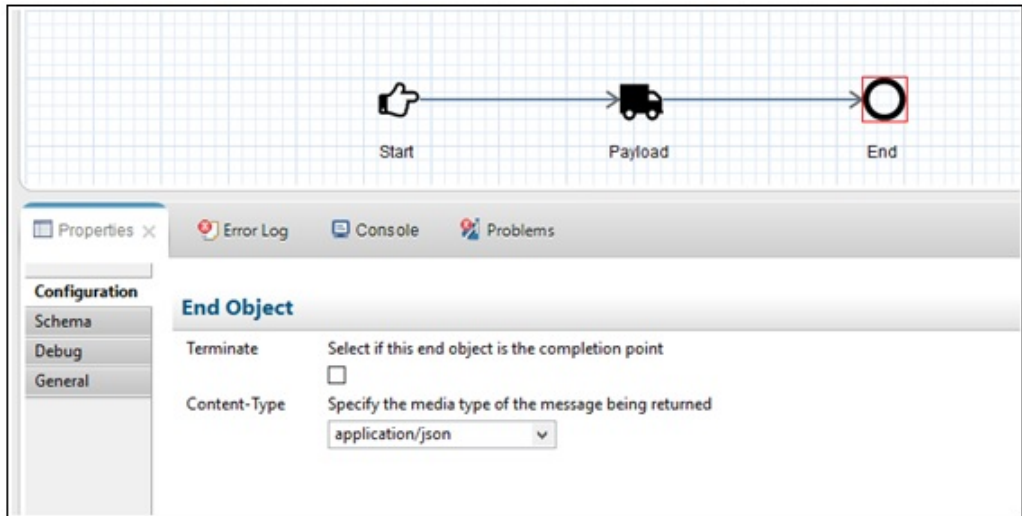 Start Payload End
Properties Error Log Console Problems
Configuration
Schema
Debug
General
End Object
Terminate Select if this end object is the completion point
Content-Type Specify the media type of the message being returned
application/json